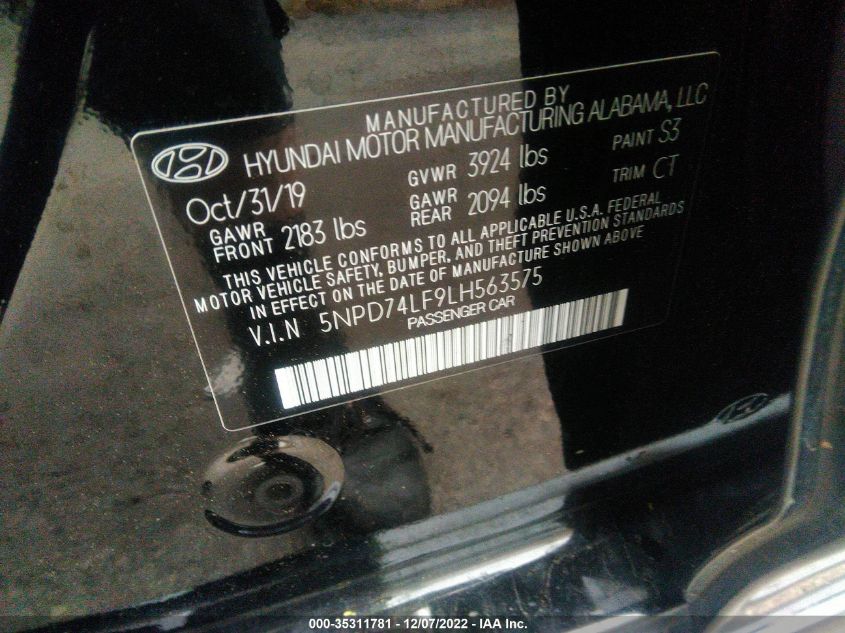 MANUFACTURED BY
HYUNDAI MOTOR MANUFACTURING ALABAMA, LLC
Oct/31/19 GVWR 3924 lbs PAINT S3
GAWR FRONT 2183 lbs GAWR REAR 2094 lbs TRIM CT
THIS VEHICLE CONFORMS TO ALL APPLICABLE U.S.A. FEDERAL
MOTOR VEHICLE SAFETY, BUMPER, AND THEFT PREVENTION STANDARDS
IN EFFECT ON THE DATE OF MANUFACTURE SHOWN ABOVE
V.I.N 5NPD74LF9LH563575
PASSENGER CAR
000-35311781 - 12/07/2022 - IAA Inc.